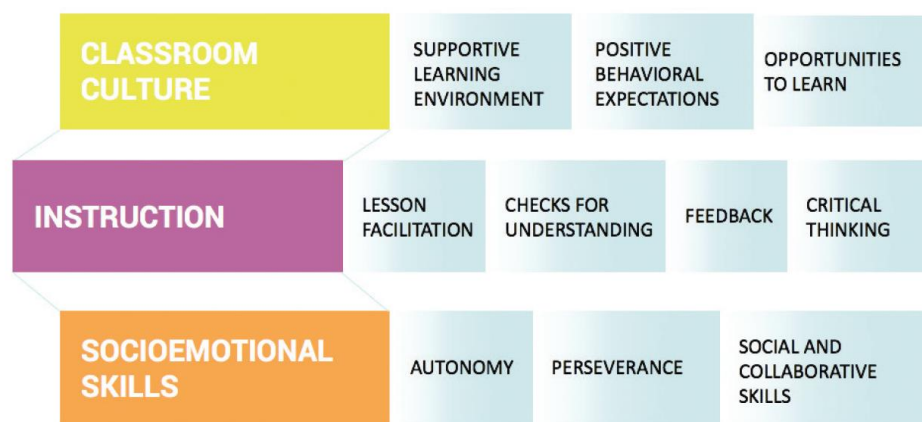 CLASSROOM
CULTURE
SUPPORTIVE
LEARNING
ENVIRONMENT
POSITIVE
BEHAVIORAL
EXPECTATIONS
OPPORTUNITIES
TO LEARN
INSTRUCTION
LESSON
FACILITATION
CHECKS FOR
UNDERSTANDING
FEEDBACK
CRITICAL
THINKING
SOCIOEMOTIONAL
SKILLS
AUTONOMY
PERSEVERANCE
SOCIAL AND
COLLABORATIVE
SKILLS